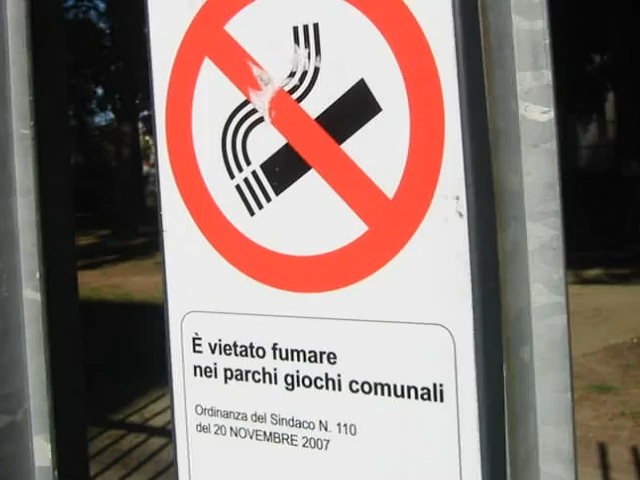 È vietato fumare
nei parchi giochi comunali
Ordinanza del Sindaco N. 110
del 20 NOVEMBRE 2007